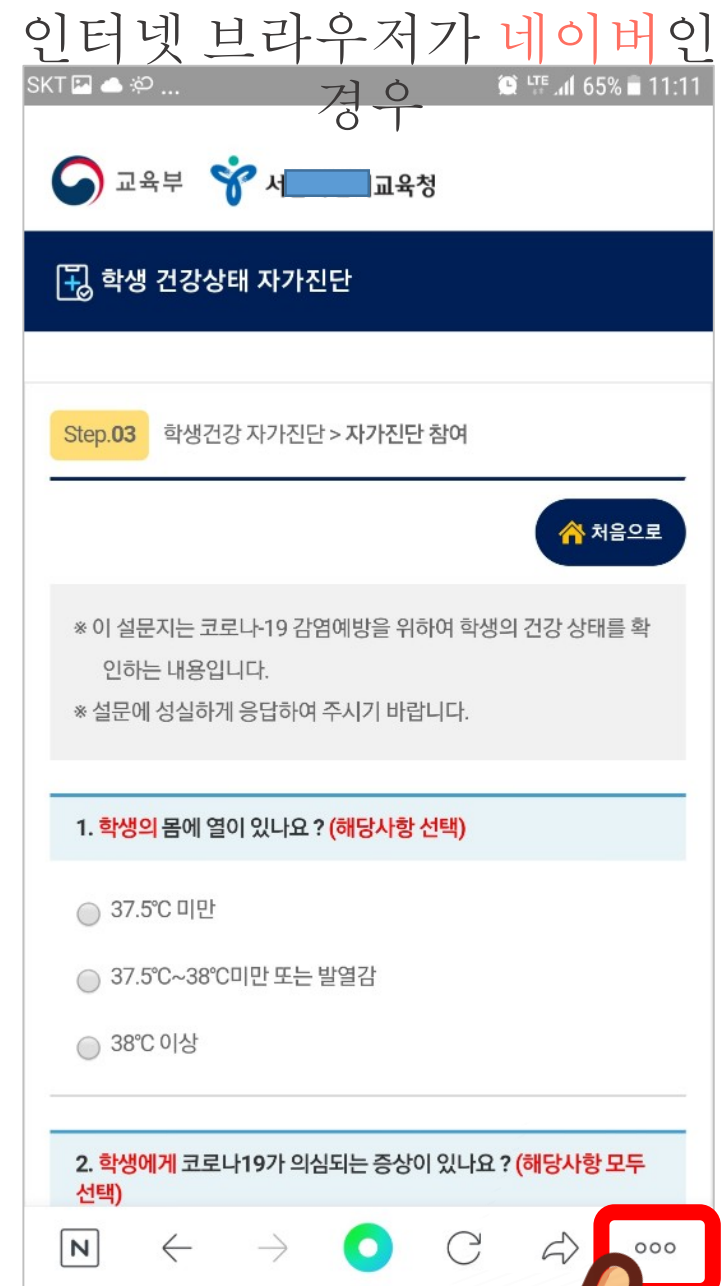 인터넷 브라우저가 네이버인
경우
SKT ... LTE 65% 11:11
교육부 서 교육청
학생 건강상태 자가진단
Step.03 학생건강 자가진단 > 자가진단 참여
처음으로
※ 이 설문지는 코로나-19 감염예방을 위하여 학생의 건강 상태를 확
인하는 내용입니다.
※ 설문에 성실하게 응답하여 주시기 바랍니다.
1. 학생의 몸에 열이 있나요 ? (해당사항 선택)
37.5℃ 미만
37.5℃~38℃미만 또는 발열감
38℃ 이상
2. 학생에게 코로나19가 의심되는 증상이 있나요 ? (해당사항 모두
선택)
N